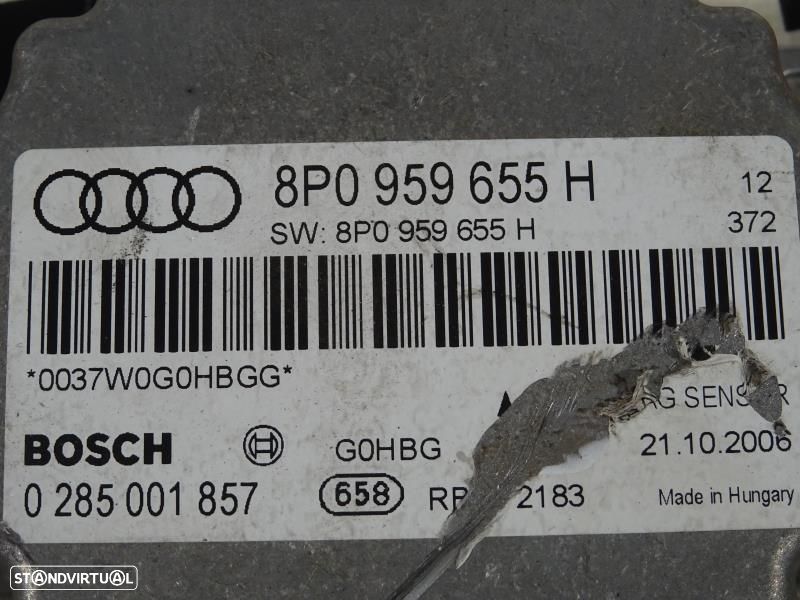 8P0 959 655 H 12
SW: 8P0 959 655 H 372
*0037W0G0HBGG*
BOSCH G0HBG 21.10.2006
0 285 001 857 658 2183 Made in Hungary
STANDVIRTUAL